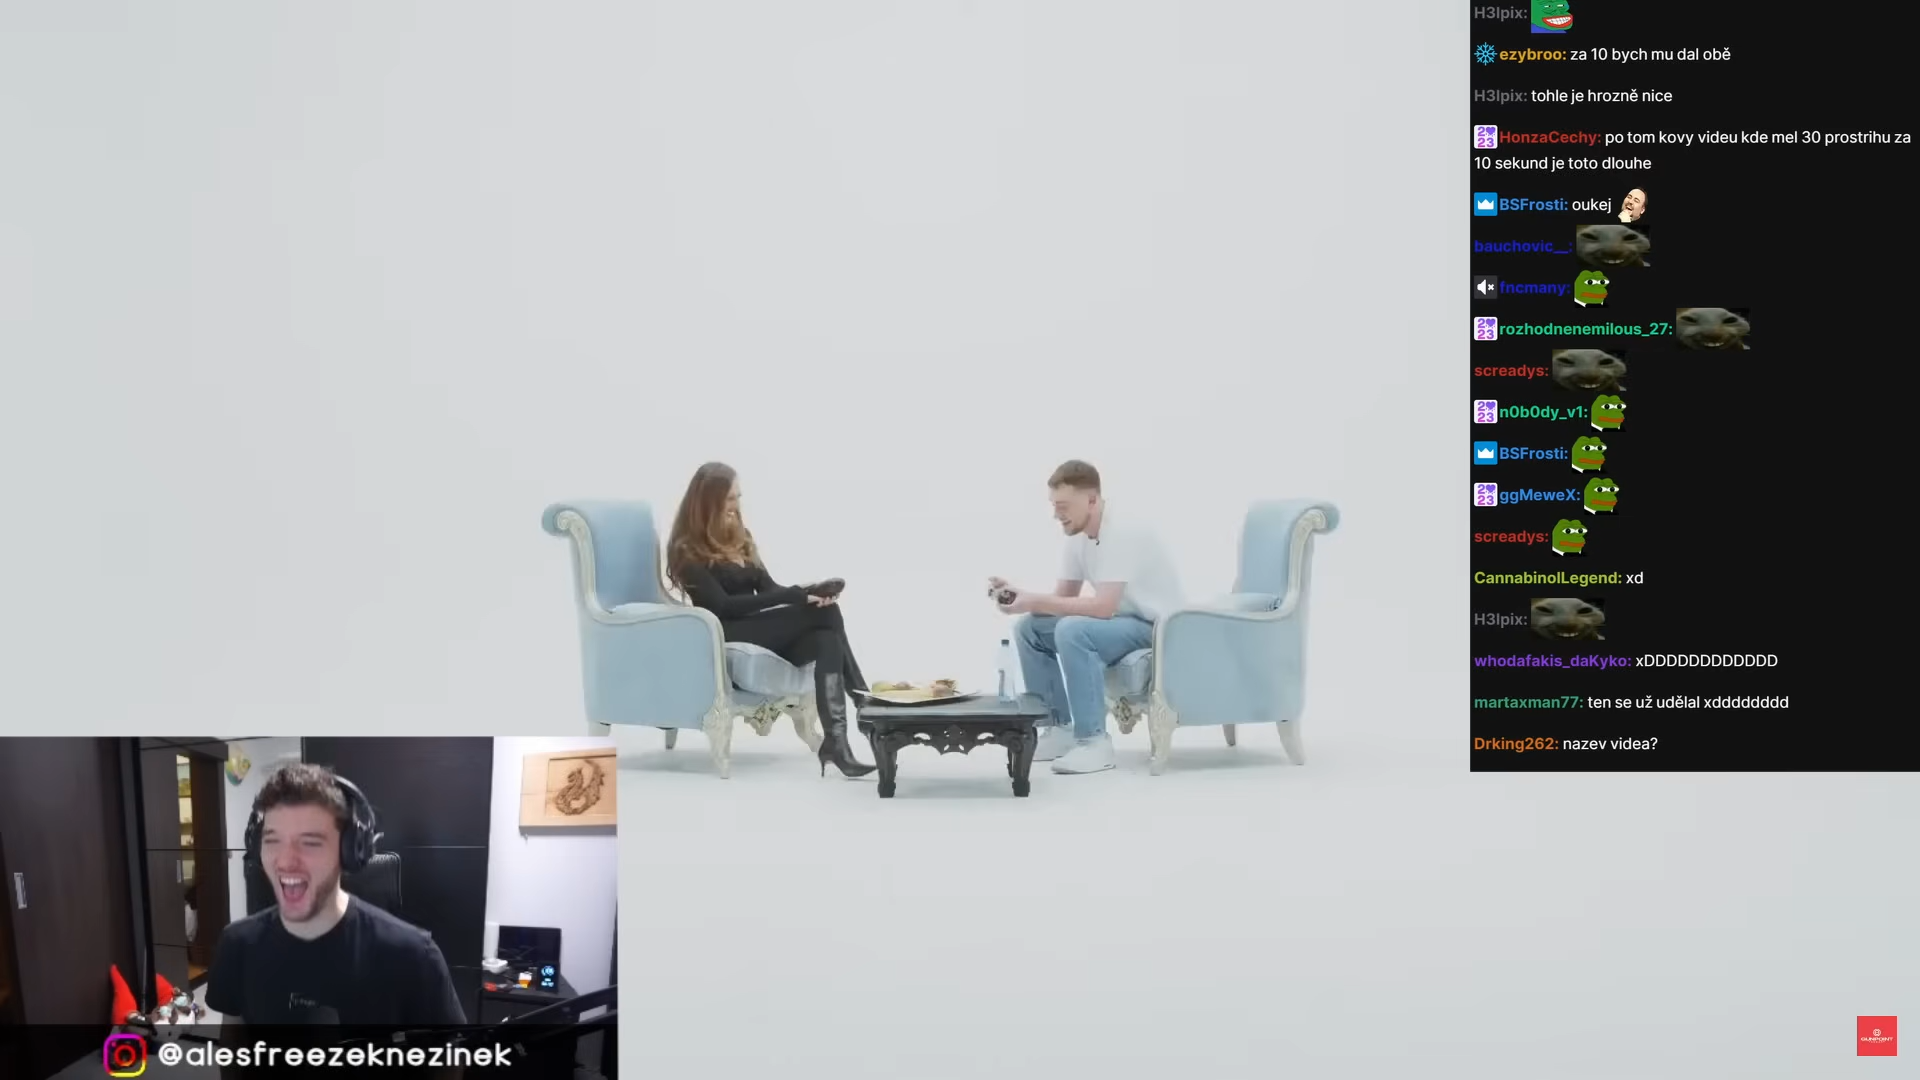 H3lpix:
ezybroo: za 10 bych mu dal obě
H3lpix: tohle je hrozně nice
HonzaCechy: po tom kovy videu kde mel 30 prostrihu za
10 sekund je toto dlouhe
BSFrosti: oukej
bauchovic__:
fncmany:
rozhodnenemilous_27:
screadys:
n0b0dy_v1:
BSFrosti:
ggMeweX:
screadys:
CannabinolLegend: xd
H3lpix:
whodafakis_daKyko: xDDDDDDDDDDDD
martaxman77: ten se už udělal xdddddddd
Drking262: nazev videa?
@alesfreezeknezinek
GUNPOINT